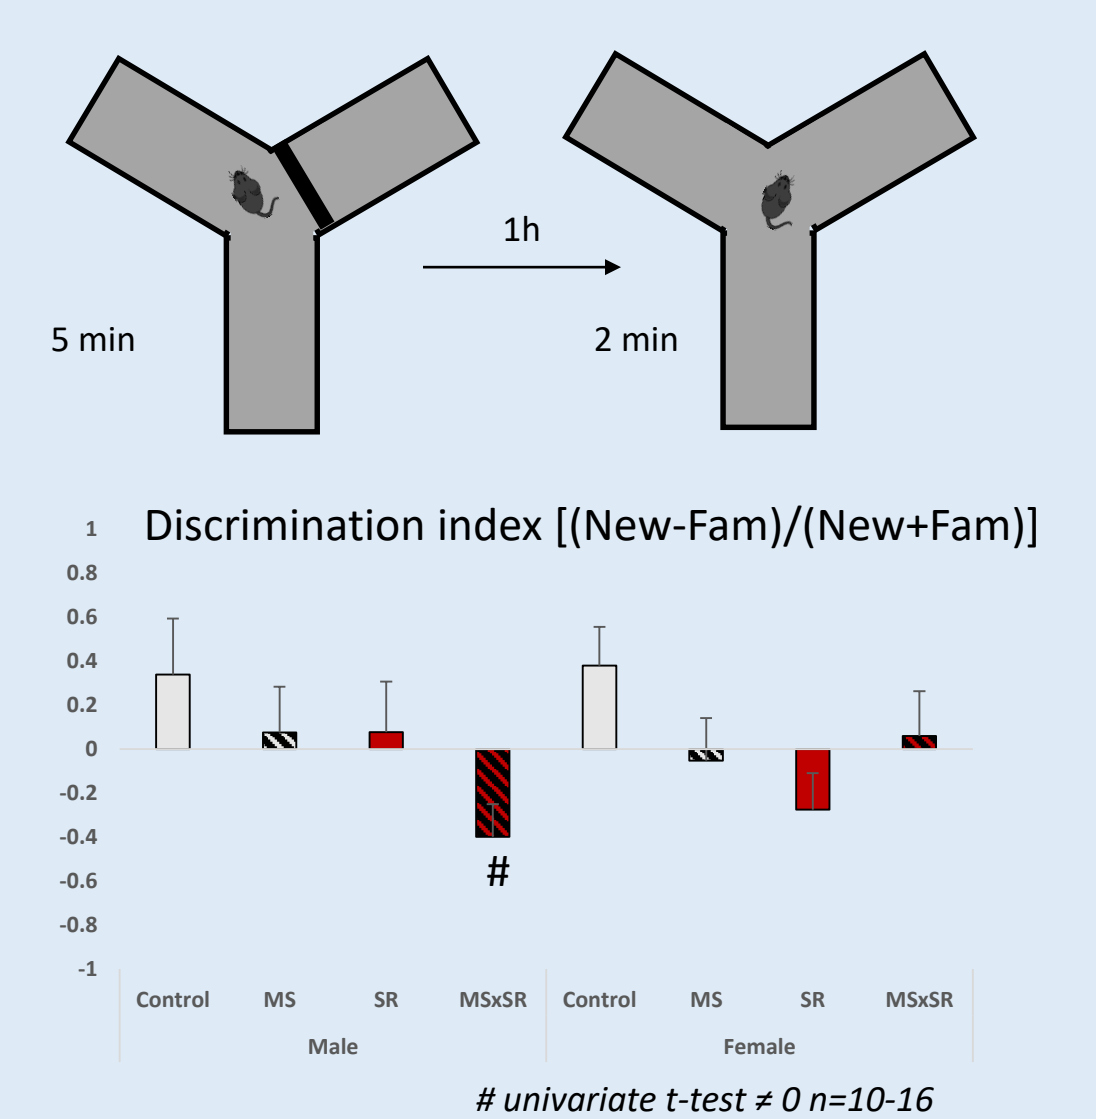 1h
5 min
2 min
Discrimination index [(New-Fam)/(New+Fam)]
1
0.8
0.6
0.4
0.2
0
-0.2
-0.4
-0.6
-0.8
-1
#
Control MS SR MSxSR Control MS SR MSxSR
Male Female
# univariate t-test ≠ 0 n=10-16